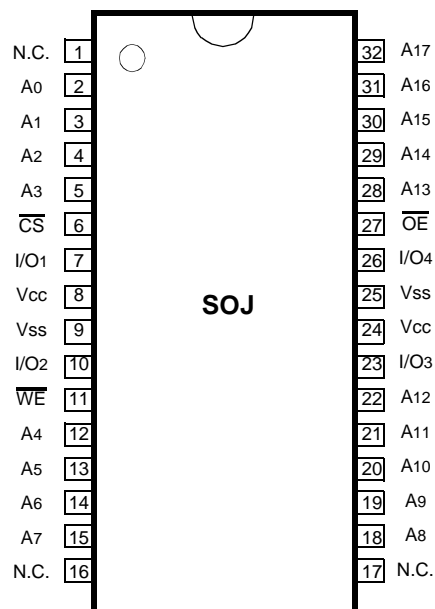 N.C. 1 32 A17
A0 2 31 A16
A1 3 30 A15
A2 4 29 A14
A3 5 28 A13
CS 6 27 OE
I/O1 7 26 I/O4
Vcc 8 25 Vss
SOJ
Vss 9 24 Vcc
I/O2 10 23 I/O3
WE 11 22 A12
A4 12 21 A11
A5 13 20 A10
A6 14 19 A9
A7 15 18 A8
N.C. 16 17 N.C.